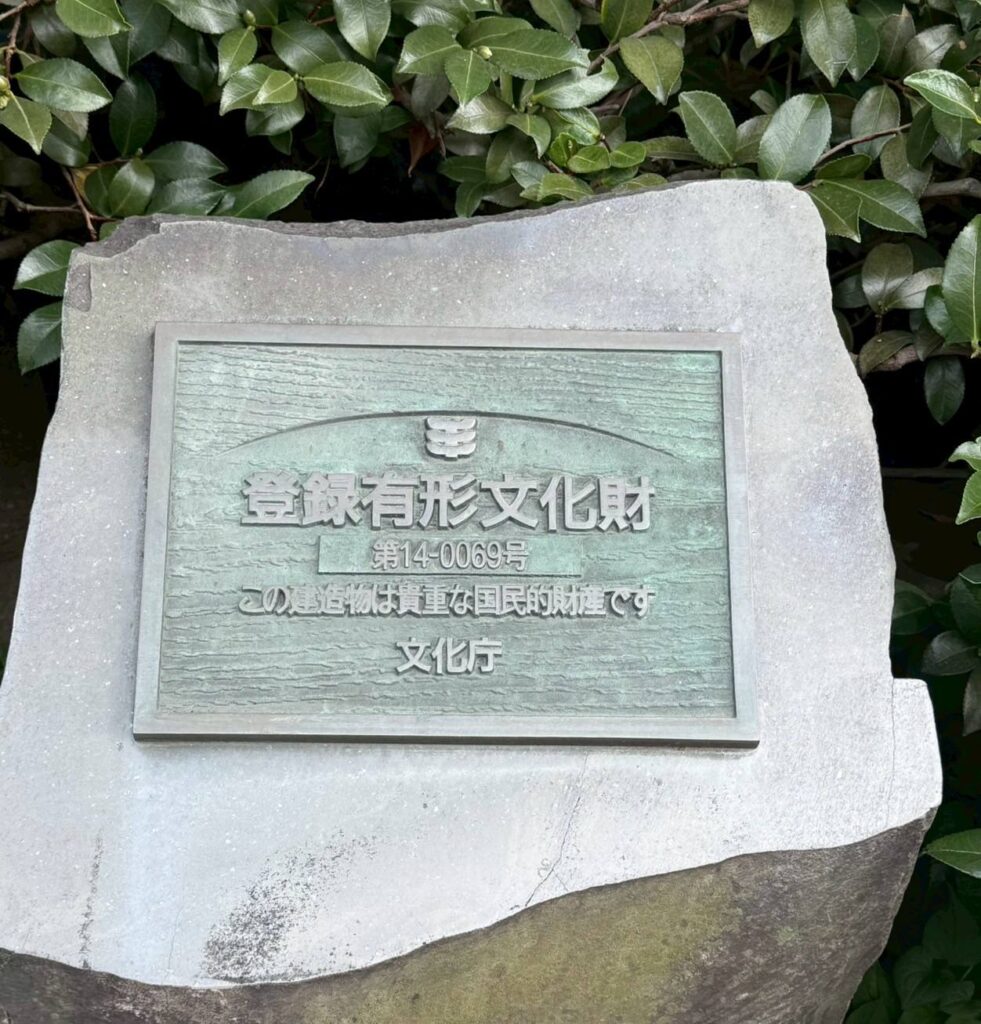 登録有形文化財
第14-0069号
この建造物は貴重な国民的財産です
文化庁